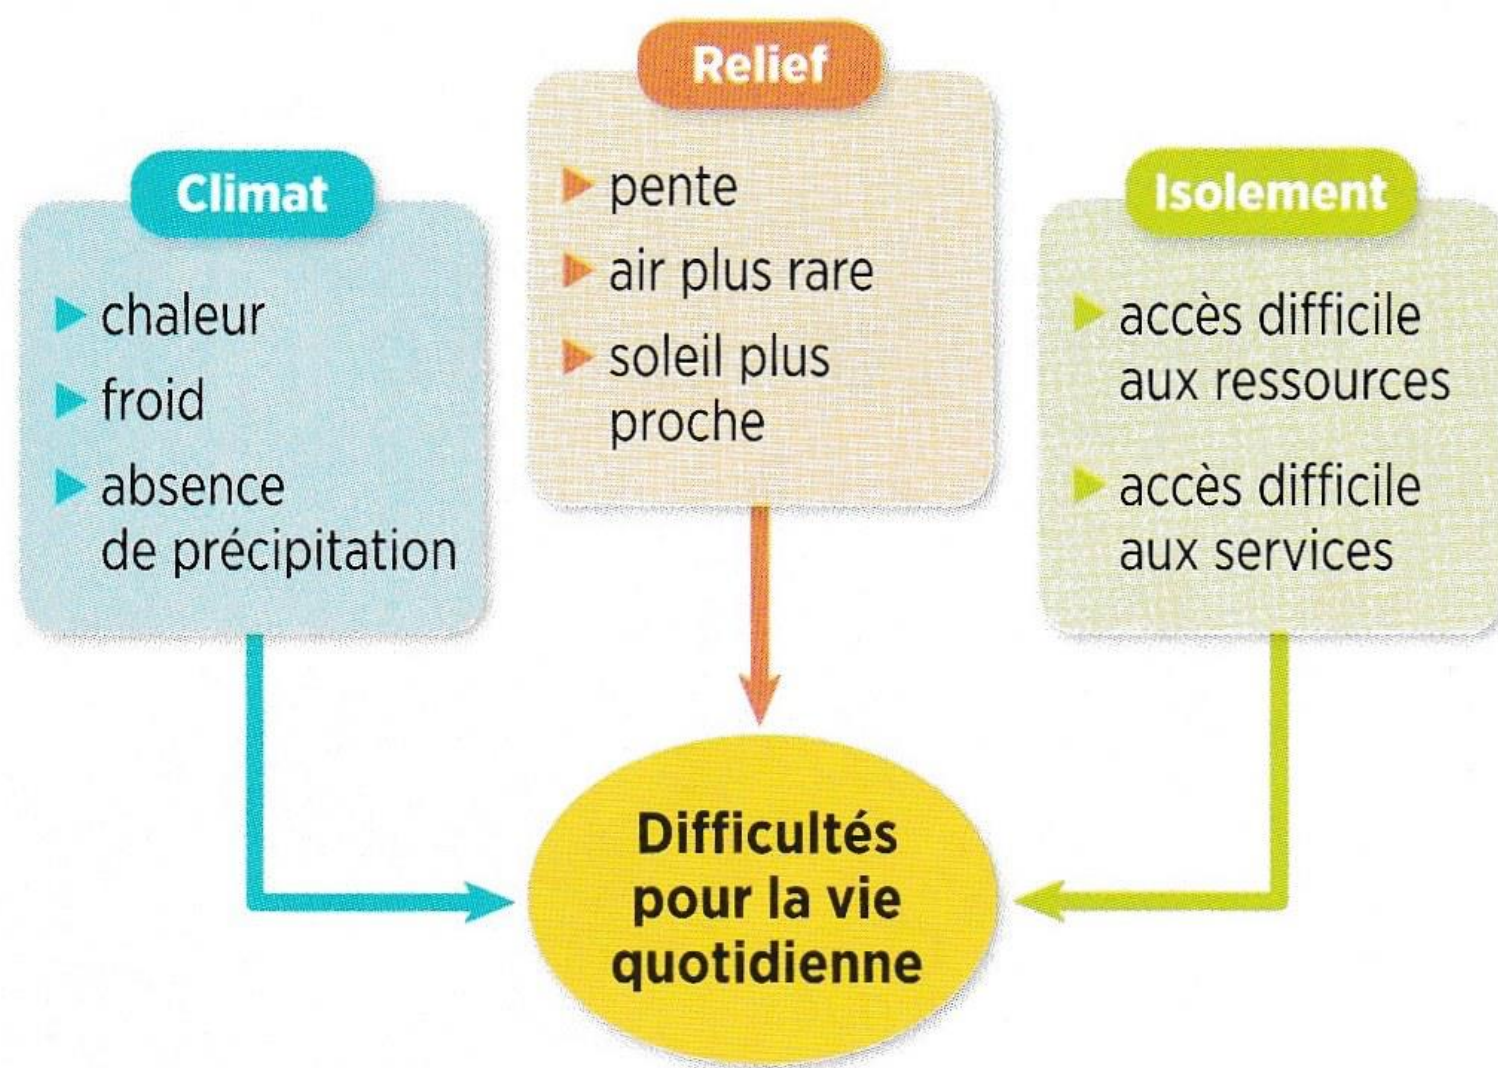 Climat
chaleur
froid
absence
de précipitation
Relief
pente
air plus rare
soleil plus
proche
Isolement
accès difficile
aux ressources
accès difficile
aux services
Difficultés
pour la vie
quotidienne